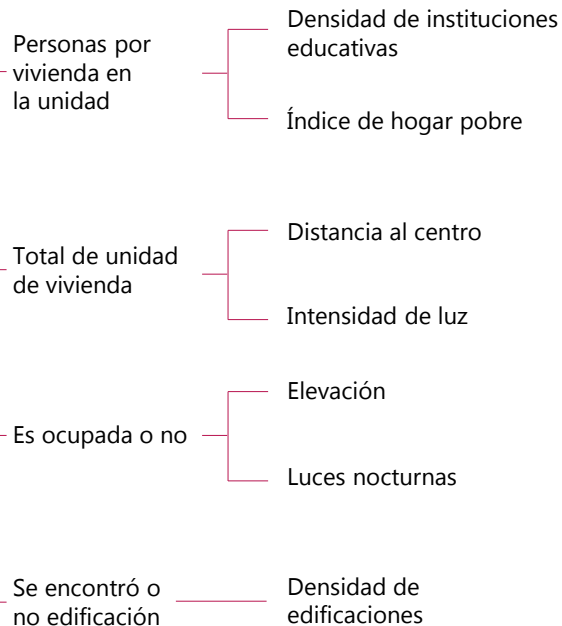 Personas por
vivienda en
la unidad
Densidad de instituciones
educativas
Índice de hogar pobre
Total de unidad
de vivienda
Distancia al centro
Intensidad de luz
Es ocupada o no
Elevación
Luces nocturnas
Se encontró o
no edificación
Densidad de
edificaciones